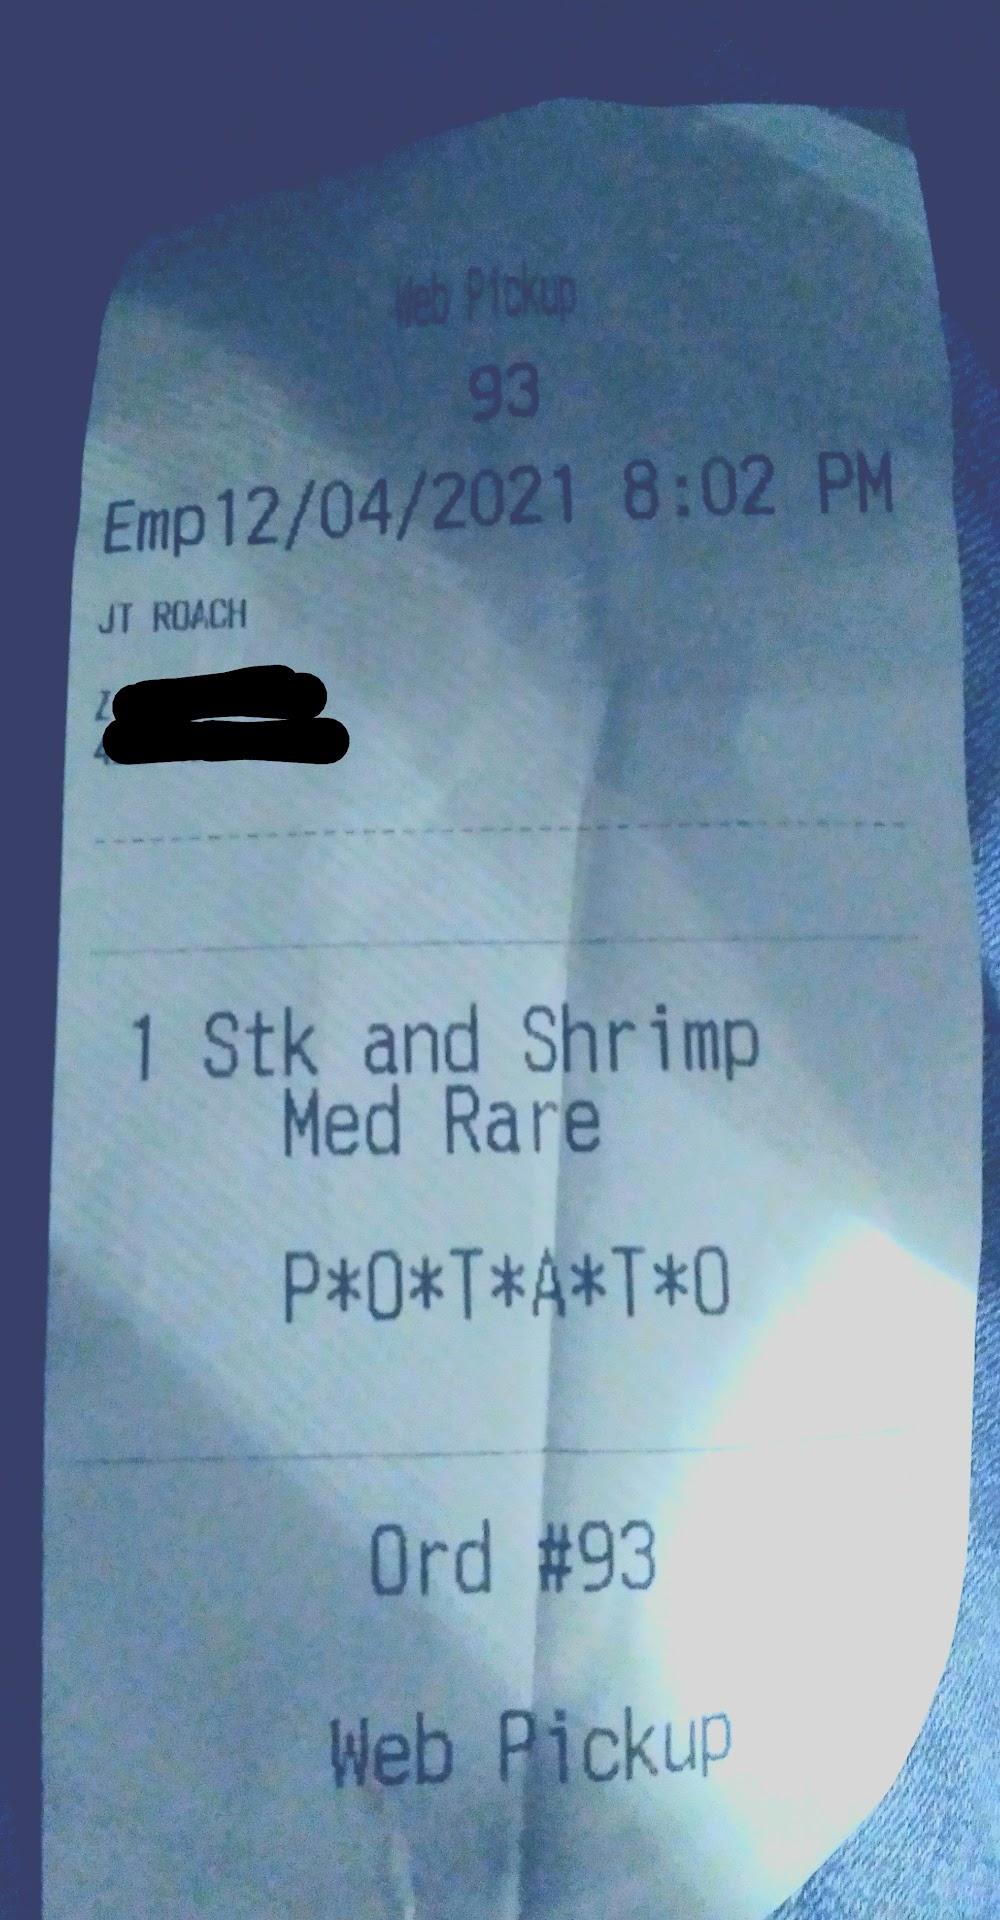 Web Pickup
93
Emp12/04/2021 8:02 PM
JT ROACH
1 Stk and Shrimp
Med Rare
P*O*T*A*T*O
Ord #93
Web Pickup